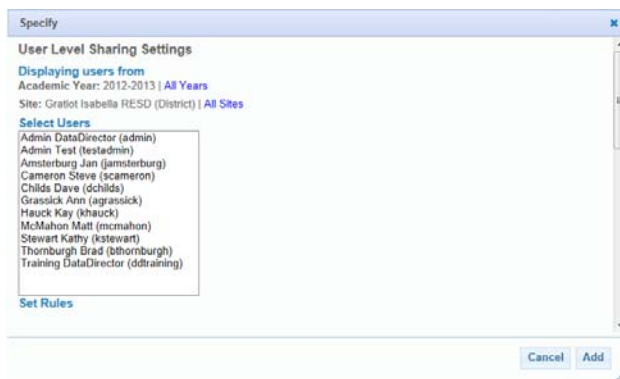 Specify
User Level Sharing Settings
Displaying users from
Academic Year: 2012-2013 | All Years
Site: Gratiot Isabella RESD (District) | All Sites
Select Users
Admin DataDirector (admin)
Admin Test (testadmin)
Amsterburg Jan (jamsterburg)
Cameron Steve (scameron)
Childs Dave (dchilds)
Grassick Ann (agrassick)
Hauck Kay (khauck)
McMahon Matt (mcmahon)
Stewart Kathy (kstewart)
Thornburgh Brad (bthornburgh)
Training DataDirector (ddtraining)
Set Rules
Cancel Add